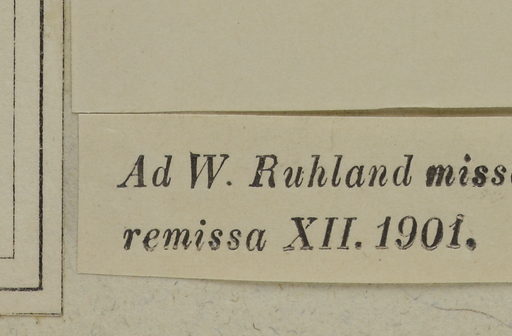 Ad W. Ruhland miss
remissa XII. 1901.